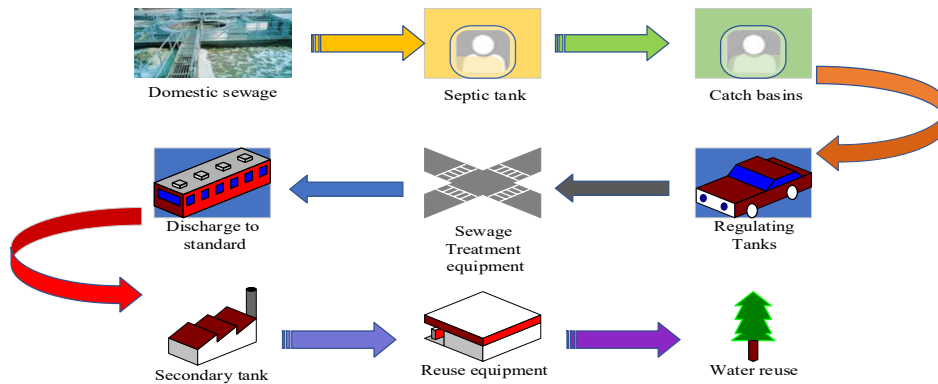 Domestic sewage
Septic tank
Catch basins
Discharge to
standard
Sewage
Treatment
equipment
Regulating
Tanks
Secondary tank
Reuse equipment
Water reuse